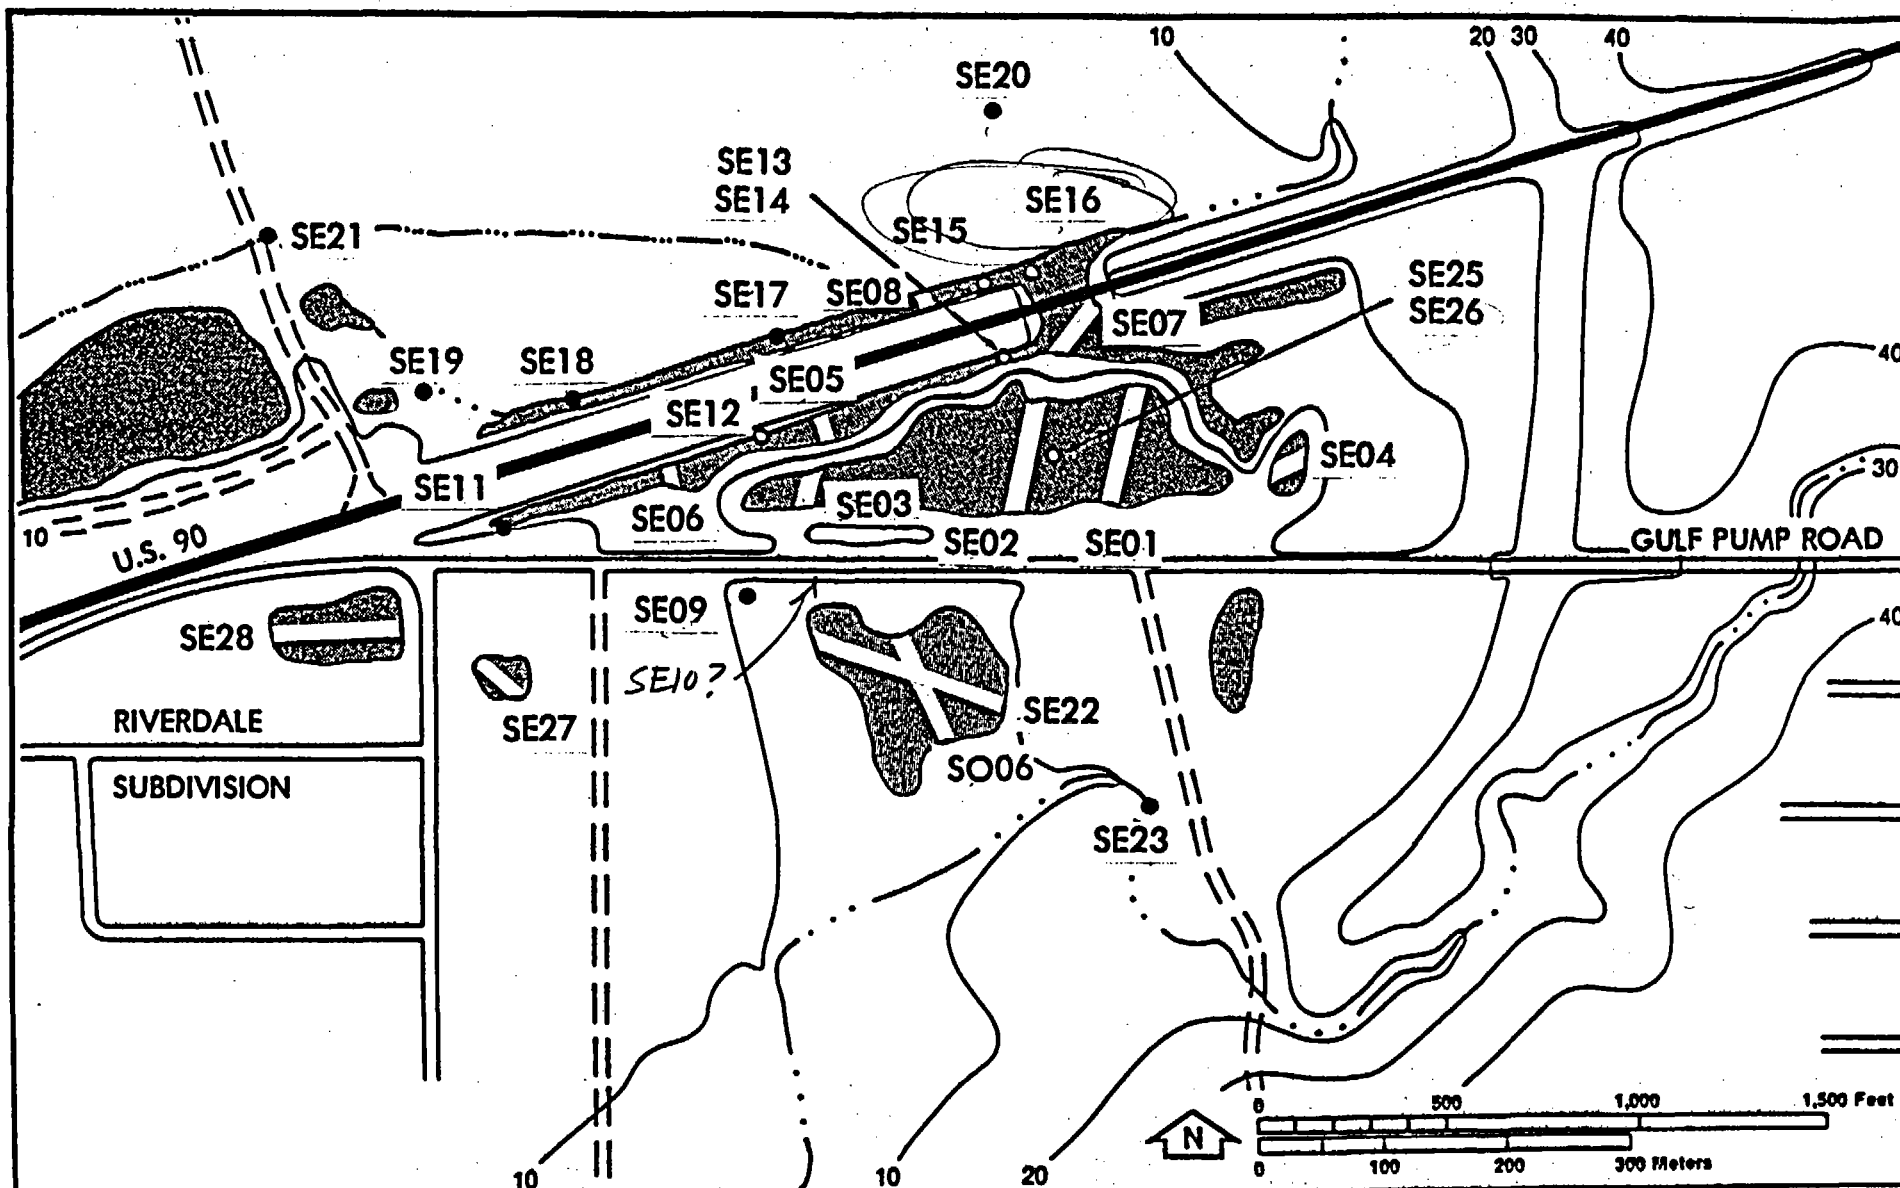 10
20 30 40
SE20
SE13
SE14
SE16
SE15
SE21
SE25
SE26
SE17
SE08
SE07
SE19
SE18
SE05
40
SE12
SE04
30
SE11
SE03
SE06
10
U.S. 90
SE02
SE01
GULF PUMP ROAD
SE09
SE28
40
SE10?
SE22
RIVERDALE
SE27
SO06
SUBDIVISION
SE23
0 500 1,000 1,500 Feet
N
0 100 200 300 Meters
10
10
20